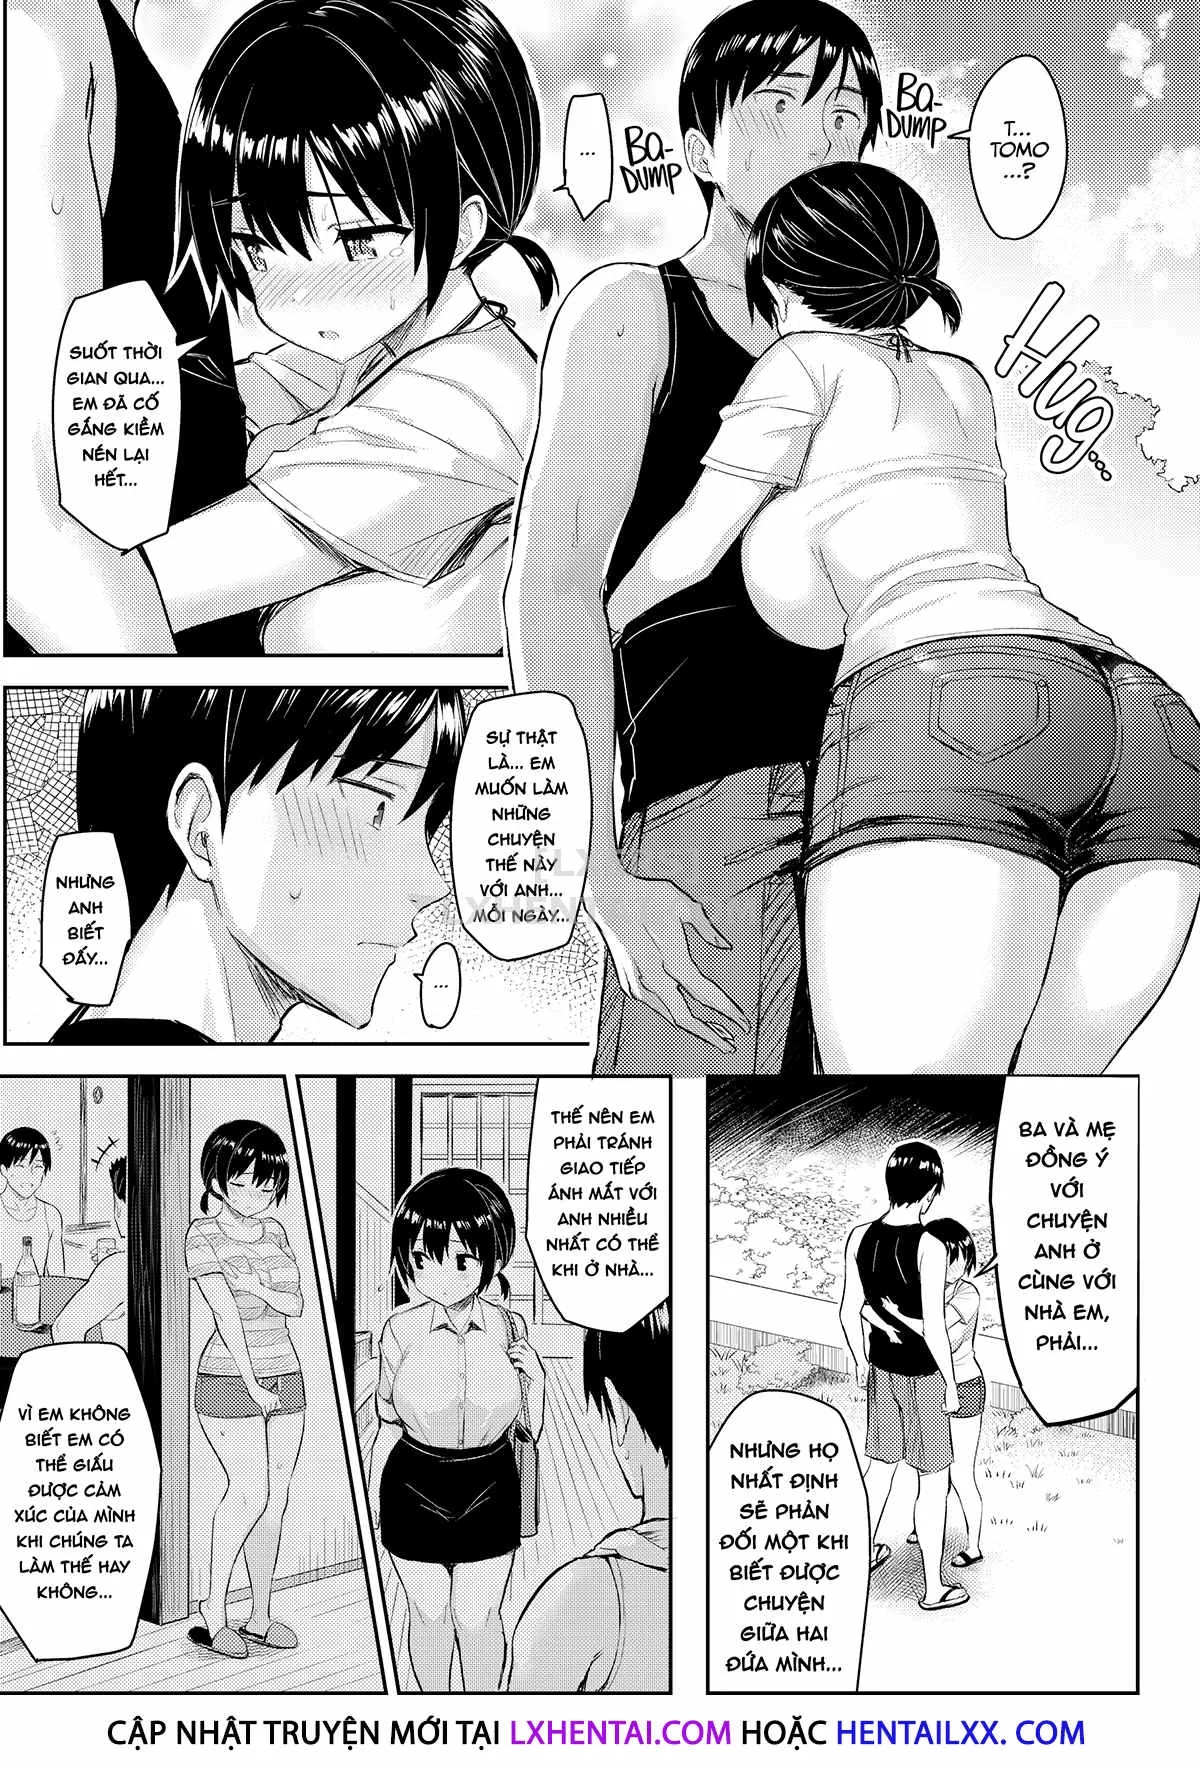 T...
TOMO
...?
BA-
DUMP
BA-
DUMP
...
Hug...
SUỐT THỜI
GIAN QUA...
EM ĐÃ CỐ
GẮNG KIỀM
NÉN LẠI
HẾT...
SỰ THẬT
LÀ... EM
MUỐN LÀM
NHỮNG
CHUYỆN
THẾ NÀY
VỚI ANH...
MỖI NGÀY...
...
NHƯNG
ANH
BIẾT
ĐẤY...
BA VÀ MẸ
ĐỒNG Ý
VỚI
CHUYỆN
ANH Ở
CÙNG VỚI
NHÀ EM,
PHẢI...
NHƯNG HỌ
NHẤT ĐỊNH
SẼ PHẢN
ĐỐI MỘT KHI
BIẾT ĐƯỢC
CHUYỆN
GIỮA HAI
ĐỨA MÌNH...
THẾ NÊN EM
PHẢI TRÁNH
GIAO TIẾP
ÁNH MẮT VỚI
ANH NHIỀU
NHẤT CÓ THỂ
KHI Ở NHÀ...
VÌ EM KHÔNG
BIẾT EM CÓ
THỂ GIẤU
ĐƯỢC CẢM
XÚC CỦA MÌNH
KHI CHÚNG TA
LÀM THẾ HAY
KHÔNG...
CẬP NHẬT TRUYỆN MỚI TẠI LXHENTAI.COM HOẶC HENTAILXX. COM